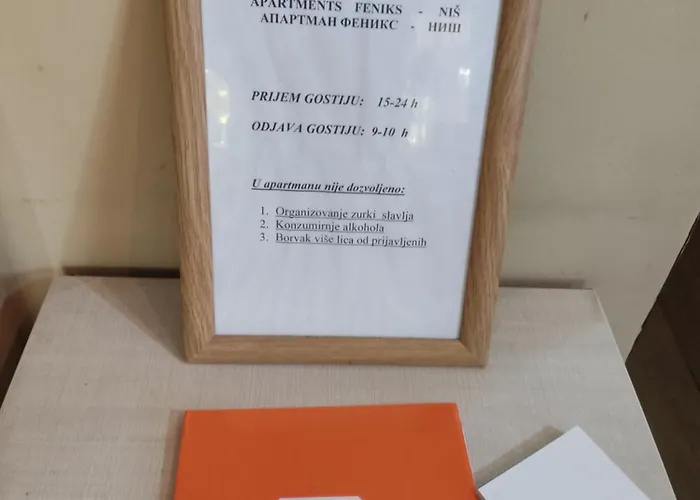 APARTMENTS FENIKS - NIŠ
АПАРТМАН ФЕНИКС - НИШ
PRIJEM GOSTIJU: 15-24 h
ODJAVA GOSTIJU: 9-10 h
U apartmanu nije dozvoljeno:
1. Organizovanje zurki slavlja
2. Konzumirnje alkohola
3. Borvak više lica od prijavljenih